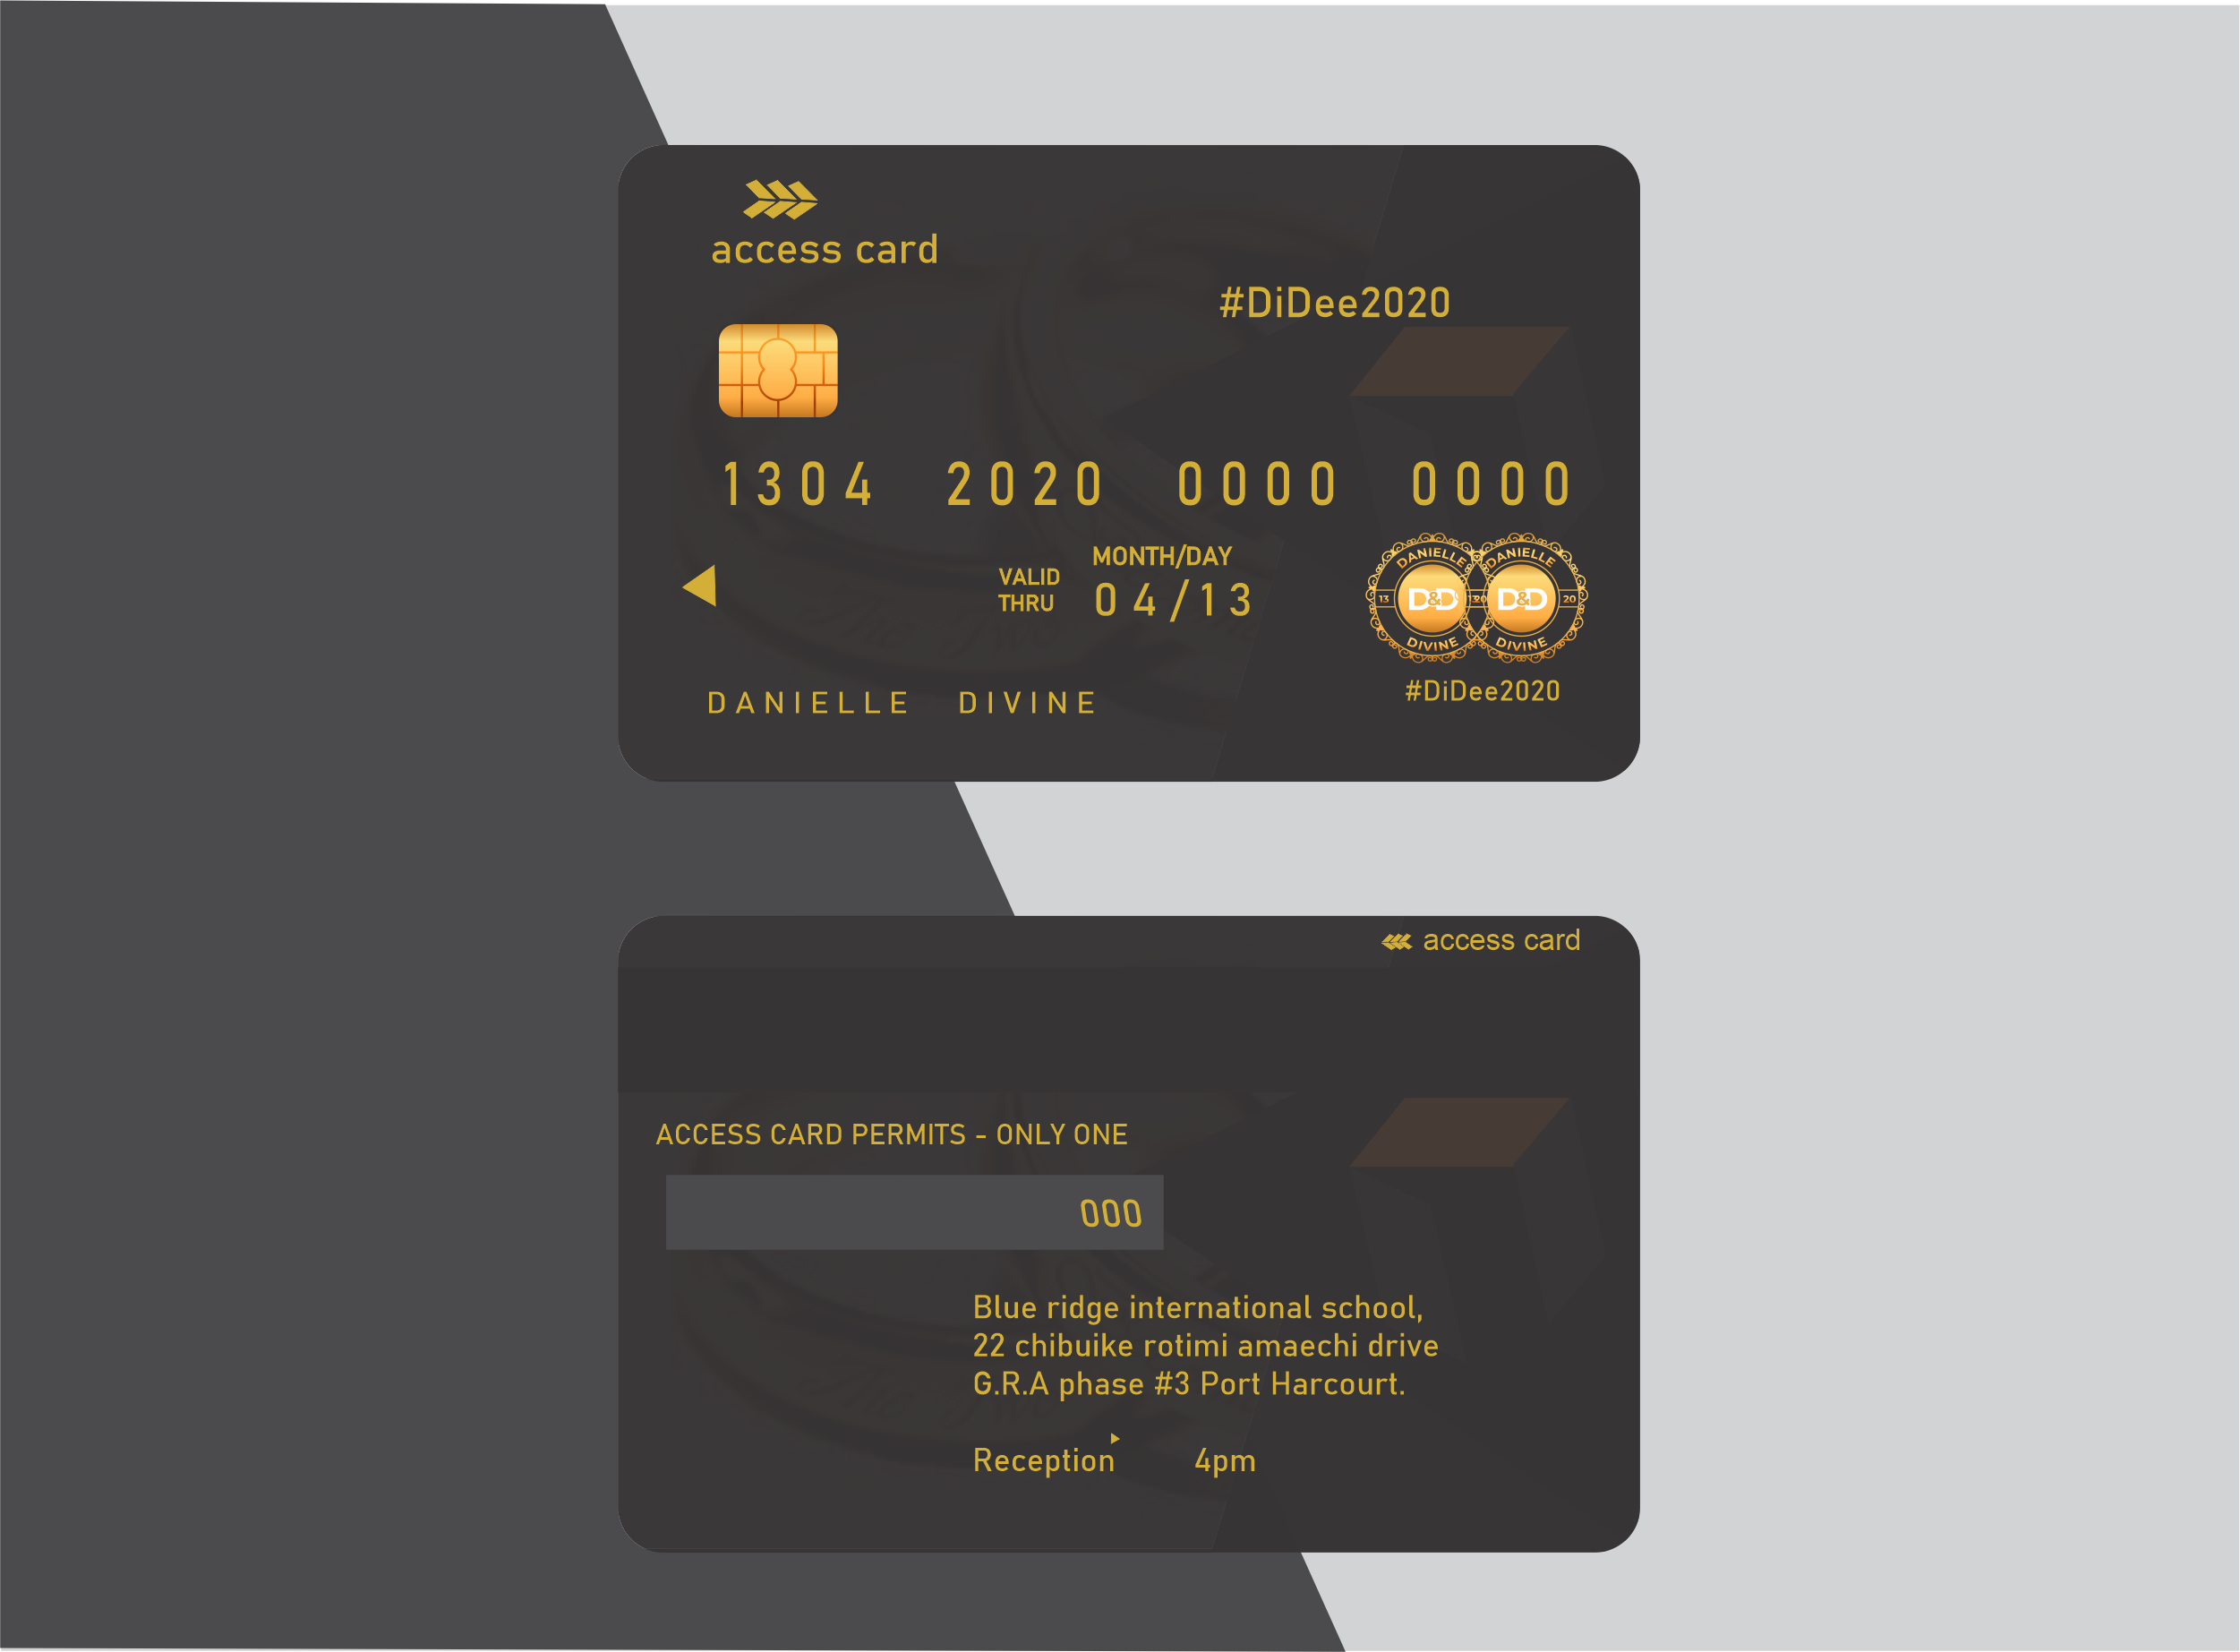 access card
#DiDee2020
1304 2020 0000 0000
MONTH/DAY
VALID THRU 04/13
DANIELLE DANIELLE
13 D&D 1320 D&D 20
DIVINE DIVINE
#DiDee2020
DANIELLE DIVINE
access card
ACCESS CARD PERMITS - ONLY ONE
000
Blue ridge international school,
22 chibuike rotimi amaechi drive
G.R.A phase #3 Port Harcourt.
Reception 4pm